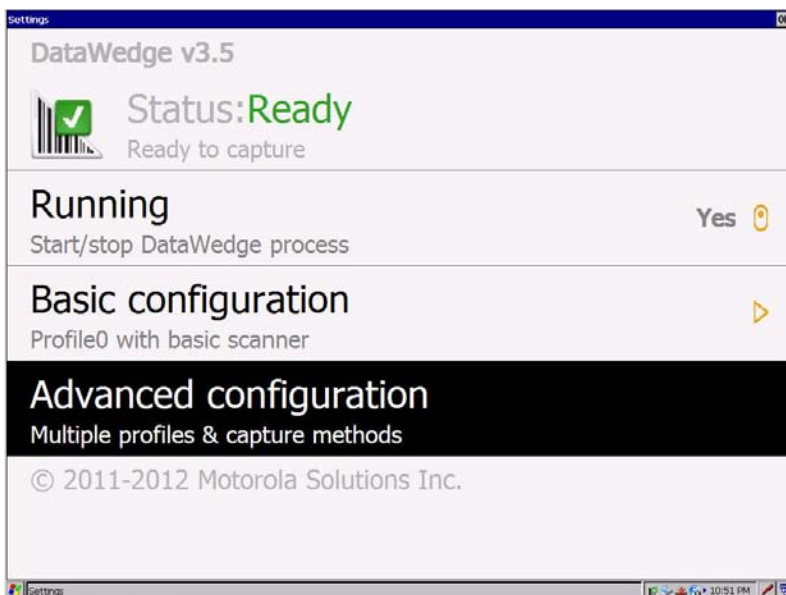 Settings
DataWedge v3.5
Status:Ready
Ready to capture
Running
Yes
Start/stop DataWedge process
Basic configuration
Profile0 with basic scanner
Advanced configuration
Multiple profiles & capture methods
© 2011-2012 Motorola Solutions Inc.
Settings
10:51 PM